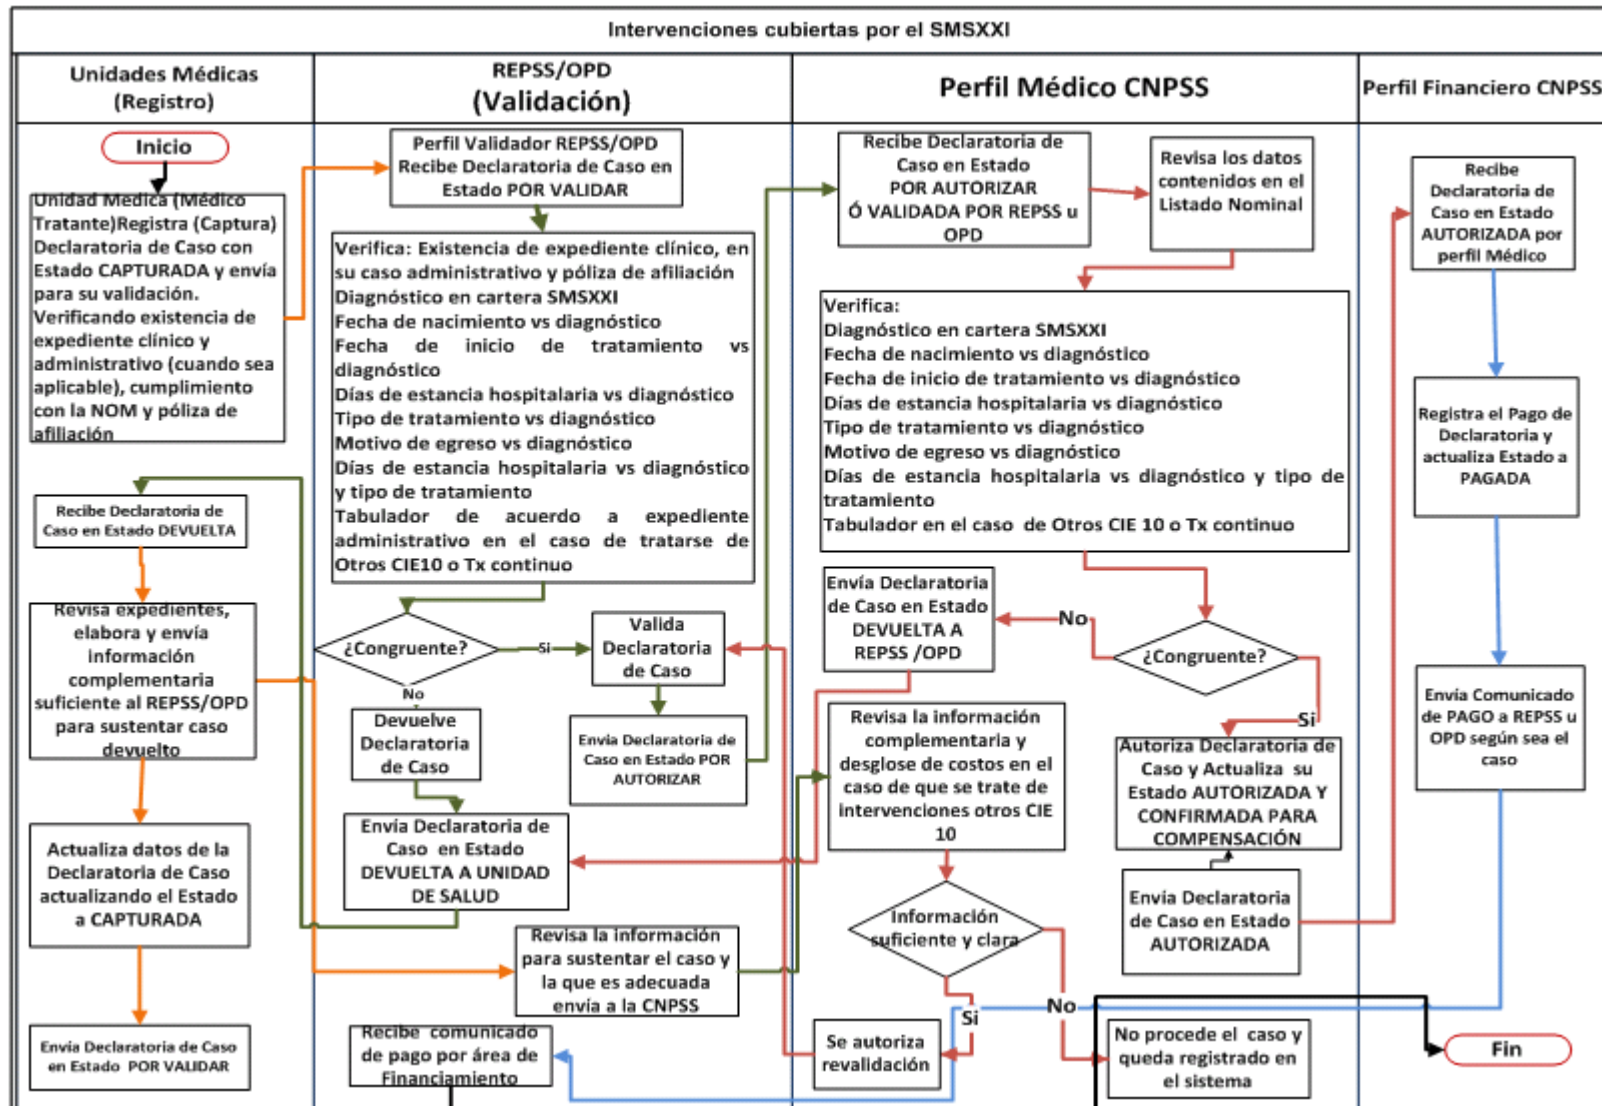 Intervenciones cubiertas por el SMSXXI
Unidades Médicas
(Registro)
REPSS/OPD
(Validación)
Perfil Médico CNPSS
Perfil Financiero CNPSS
Inicio
Unidad Medica (Médico
Tratante)Registra (Captura)
Declaratoria de Caso con
Estado CAPTURADA y envía
para su validación.
Verificando existencia de
expediente clínico y
administrativo (cuando sea
aplicable), cumplimiento
con la NOM y póliza de
afiliación
Recibe Declaratoria de
Caso en Estado DEVUELTA
Revisa expedientes,
elabora y envía
información
complementaria
suficiente al REPSS/OPD
para sustentar caso
devuelto
Actualiza datos de la
Declaratoria de Caso
actualizando el Estado
a CAPTURADA
Envía Declaratoria de Caso
en Estado POR VALIDAR
Perfil Validador REPSS/OPD
Recibe Declaratoria de Caso en
Estado POR VALIDAR
Verifica: Existencia de expediente clínico, en
su caso administrativo y póliza de afiliación
Diagnóstico en cartera SMSXXI
Fecha de nacimiento vs diagnóstico
Fecha de inicio de tratamiento vs
diagnóstico
Días de estancia hospitalaria vs diagnóstico
Tipo de tratamiento vs diagnóstico
Motivo de egreso vs diagnóstico
Días de estancia hospitalaria vs diagnóstico
y tipo de tratamiento
Tabulador de acuerdo a expediente
administrativo en el caso de tratarse de
Otros CIE10 o Tx continuo
¿Congruente?
Si
No
Valida
Declaratoria
de Caso
Devuelve
Declaratoria
de Caso
Envía Declaratoria de
Caso en Estado POR
AUTORIZAR
Envía Declaratoria de
Caso en Estado
DEVUELTA A UNIDAD
DE SALUD
Revisa la información
para sustentar el caso y
la que es adecuada
envía a la CNPSS
Recibe comunicado
de pago por área de
Financiamiento
Recibe Declaratoria de
Caso en Estado
POR AUTORIZAR
Ó VALIDADA POR REPSS u
OPD
Revisa los datos
contenidos en el
Listado Nominal
Verifica:
Diagnóstico en cartera SMSXXI
Fecha de nacimiento vs diagnóstico
Fecha de inicio de tratamiento vs diagnóstico
Días de estancia hospitalaria vs diagnóstico
Tipo de tratamiento vs diagnóstico
Motivo de egreso vs diagnóstico
Días de estancia hospitalaria vs diagnóstico y tipo de
tratamiento
Tabulador en el caso de Otros CIE 10 o Tx continuo
Envía Declaratoria
de Caso en Estado
DEVUELTA A
REPSS /OPD
No
¿Congruente?
Si
Revisa la información
complementaria y
desglose de costos en el
caso de que se trate de
intervenciones otros CIE
10
Autoriza Declaratoria de
Caso y Actualiza su
Estado AUTORIZADA Y
CONFIRMADA PARA
COMPENSACIÓN
Envía Declaratoria
de Caso en Estado
AUTORIZADA
Información
suficiente y clara
Si
No
Se autoriza
revalidación
No procede el caso y
queda registrado en
el sistema
Recibe
Declaratoria de
Caso en Estado
AUTORIZADA por
perfil Médico
Registra el Pago de
Declaratoria y
actualiza Estado a
PAGADA
Envía Comunicado
de PAGO a REPSS u
OPD según sea el
caso
Fin